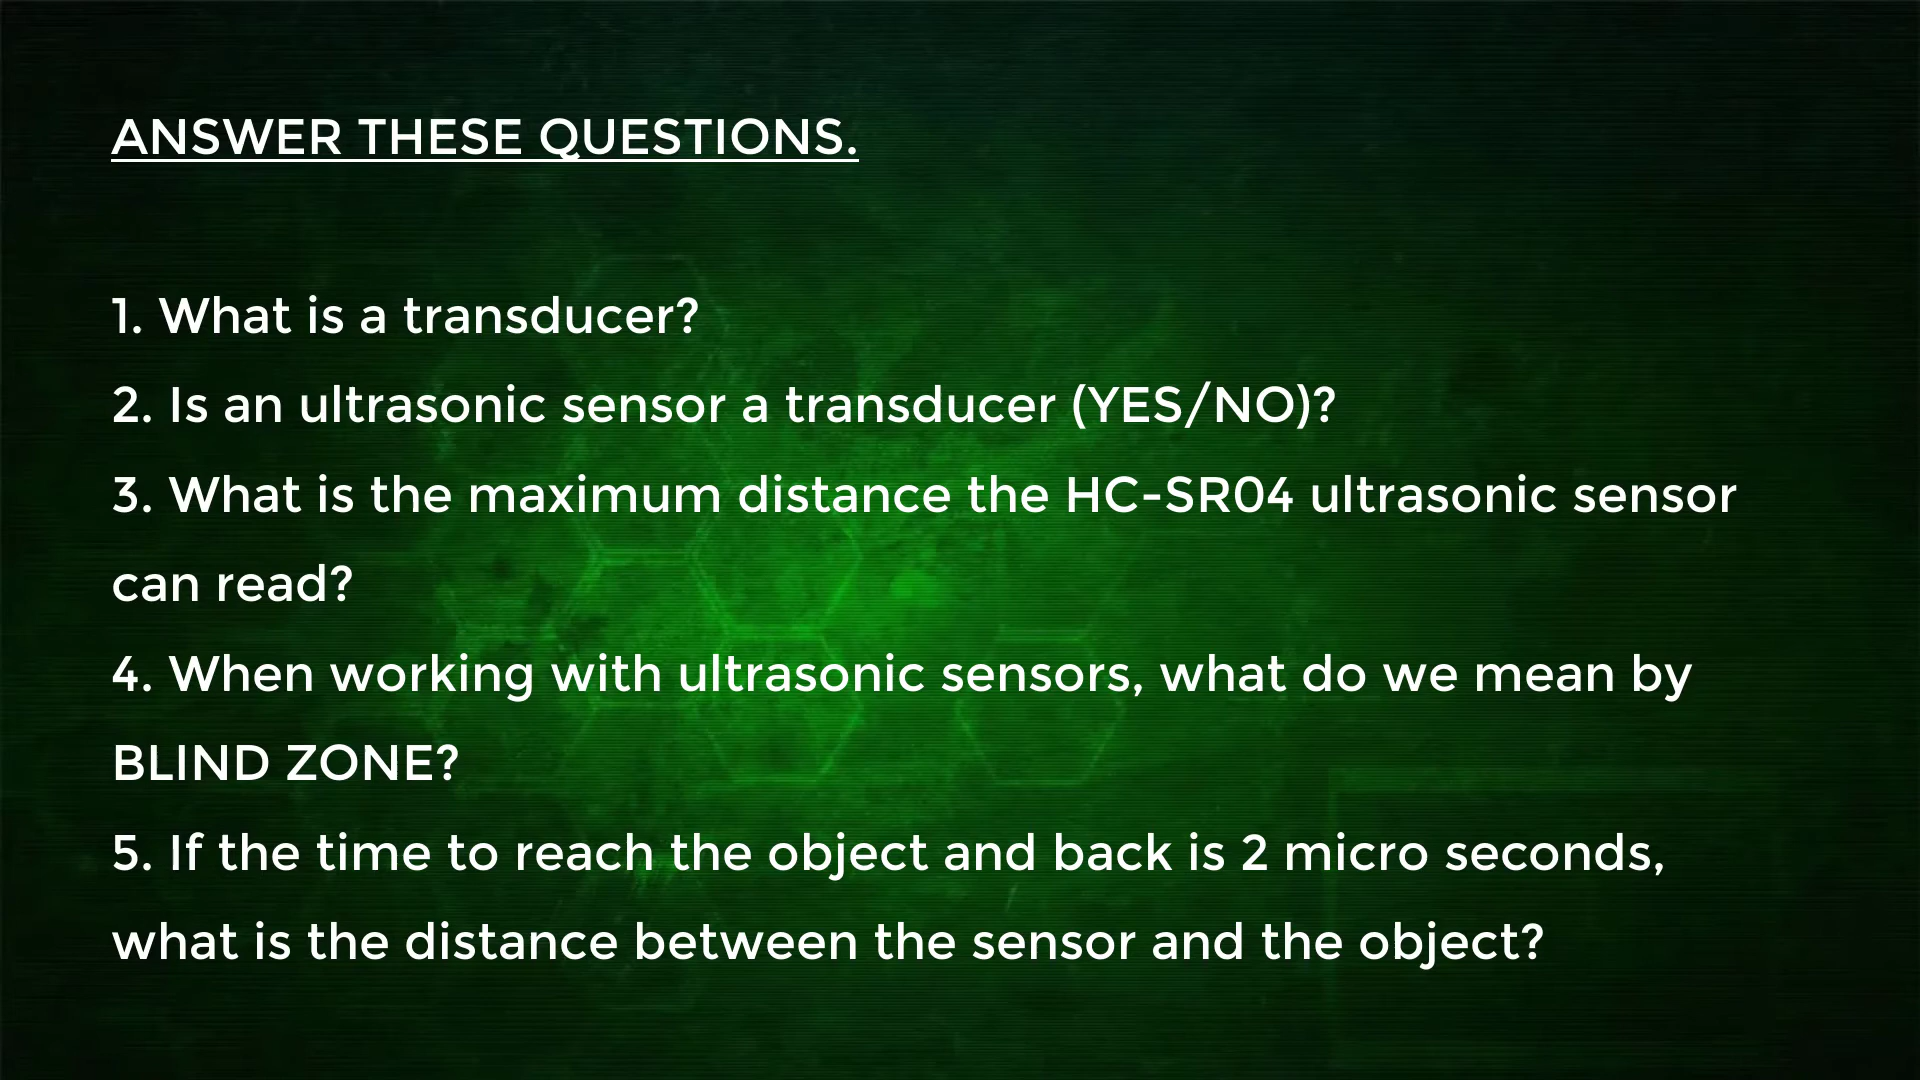 ANSWER THESE QUESTIONS.
1. What is a transducer?
2. Is an ultrasonic sensor a transducer (YES/NO)?
3. What is the maximum distance the HC-SR04 ultrasonic sensor
can read?
4. When working with ultrasonic sensors, what do we mean by
BLIND ZONE?
5. If the time to reach the object and back is 2 micro seconds,
what is the distance between the sensor and the object?